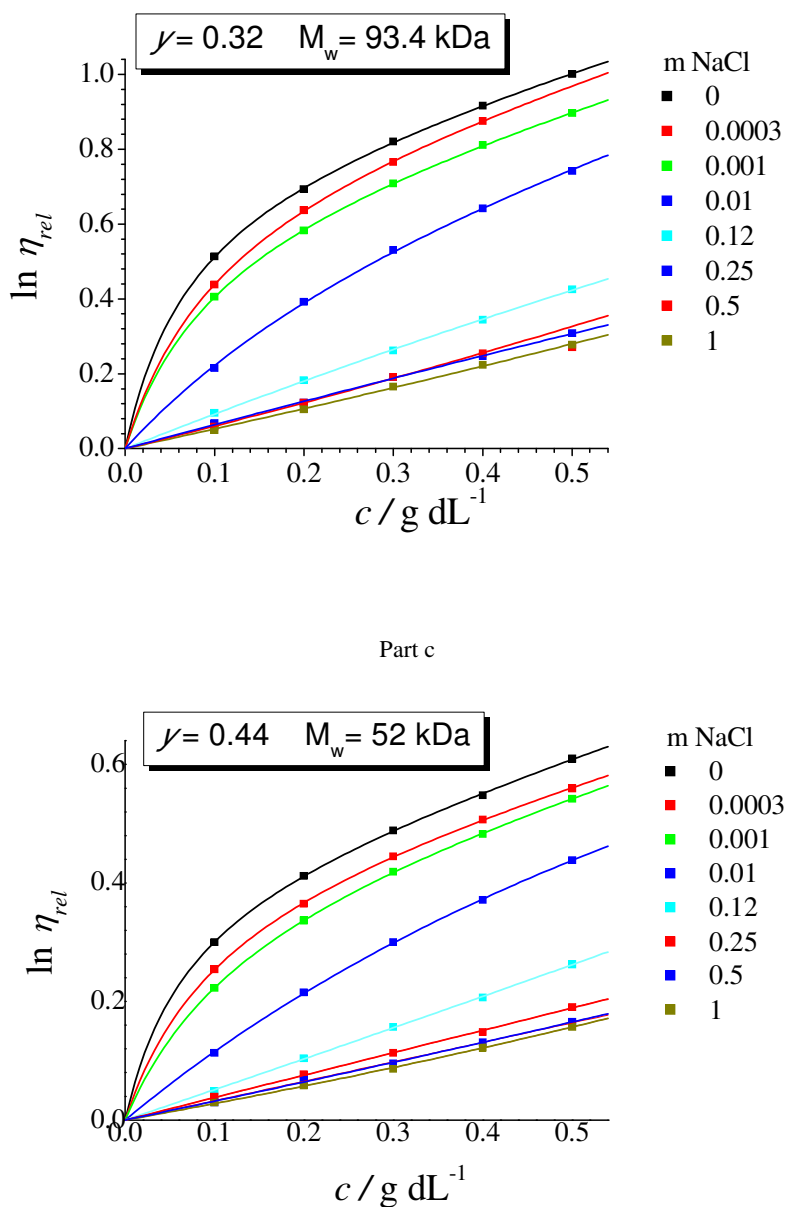 y = 0.32 M_w = 93.4 kDa
ln η_rel
1.0
0.8
0.6
0.4
0.2
0.0
0.0 0.1 0.2 0.3 0.4 0.5
c / g dL⁻¹
m NaCl
0
0.0003
0.001
0.01
0.12
0.25
0.5
1
Part c
y = 0.44 M_w = 52 kDa
ln η_rel
0.6
0.4
0.2
0.0
0.0 0.1 0.2 0.3 0.4 0.5
c / g dL⁻¹
m NaCl
0
0.0003
0.001
0.01
0.12
0.25
0.5
1